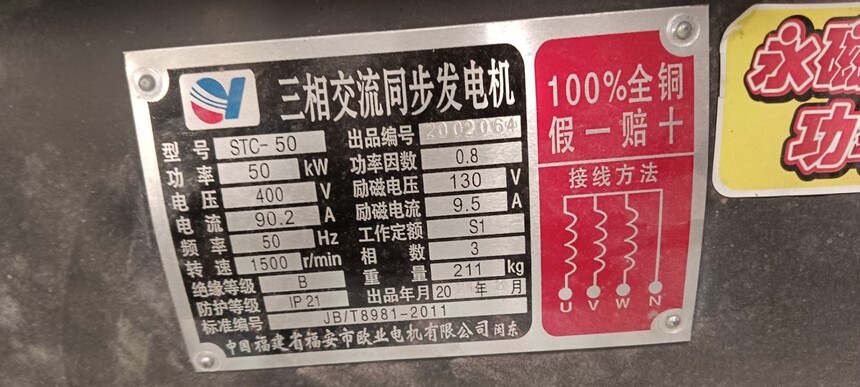 三相交流同步发电机
型号 STC-50 出品编号 2002064
功率 50 kW 功率因数 0.8
电压 400 V 励磁电压 130 V
电流 90.2 A 励磁电流 9.5 A
频率 50 Hz 工作定额 S1
转速 1500 r/min 相数 3
绝缘等级 B 重量 211 kg
防护等级 IP21 出品年月 20 年 月
标准编号 JB/T8981-2011
中国福建省福安市欧业电机有限公司 闽东
100%全铜
假一赔十
接线方法
U V W N
永磁
功